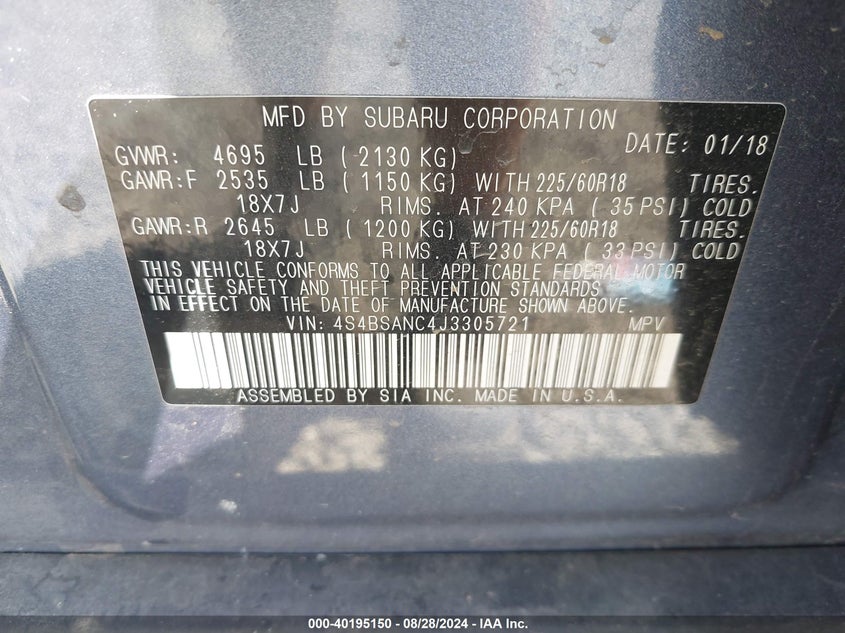 MFD BY SUBARU CORPORATION
DATE: 01/18
GVWR: 4695 LB ( 2130 KG)
GAWR:F 2535 LB ( 1150 KG) WITH 225/60R18 TIRES.
18X7J RIMS. AT 240 KPA ( 35 PSI) COLD
GAWR:R 2645 LB ( 1200 KG) WITH 225/60R18 TIRES.
18X7J RIMS. AT 230 KPA ( 33 PSI) COLD
THIS VEHICLE CONFORMS TO ALL APPLICABLE FEDERAL MOTOR
VEHICLE SAFETY AND THEFT PREVENTION STANDARDS
IN EFFECT ON THE DATE OF MANUFACTURE SHOWN ABOVE.
VIN: 4S4BSANC4J3305721 MPV
ASSEMBLED BY SIA INC. MADE IN U.S.A.
000-40195150 - 08/28/2024 - IAA Inc.